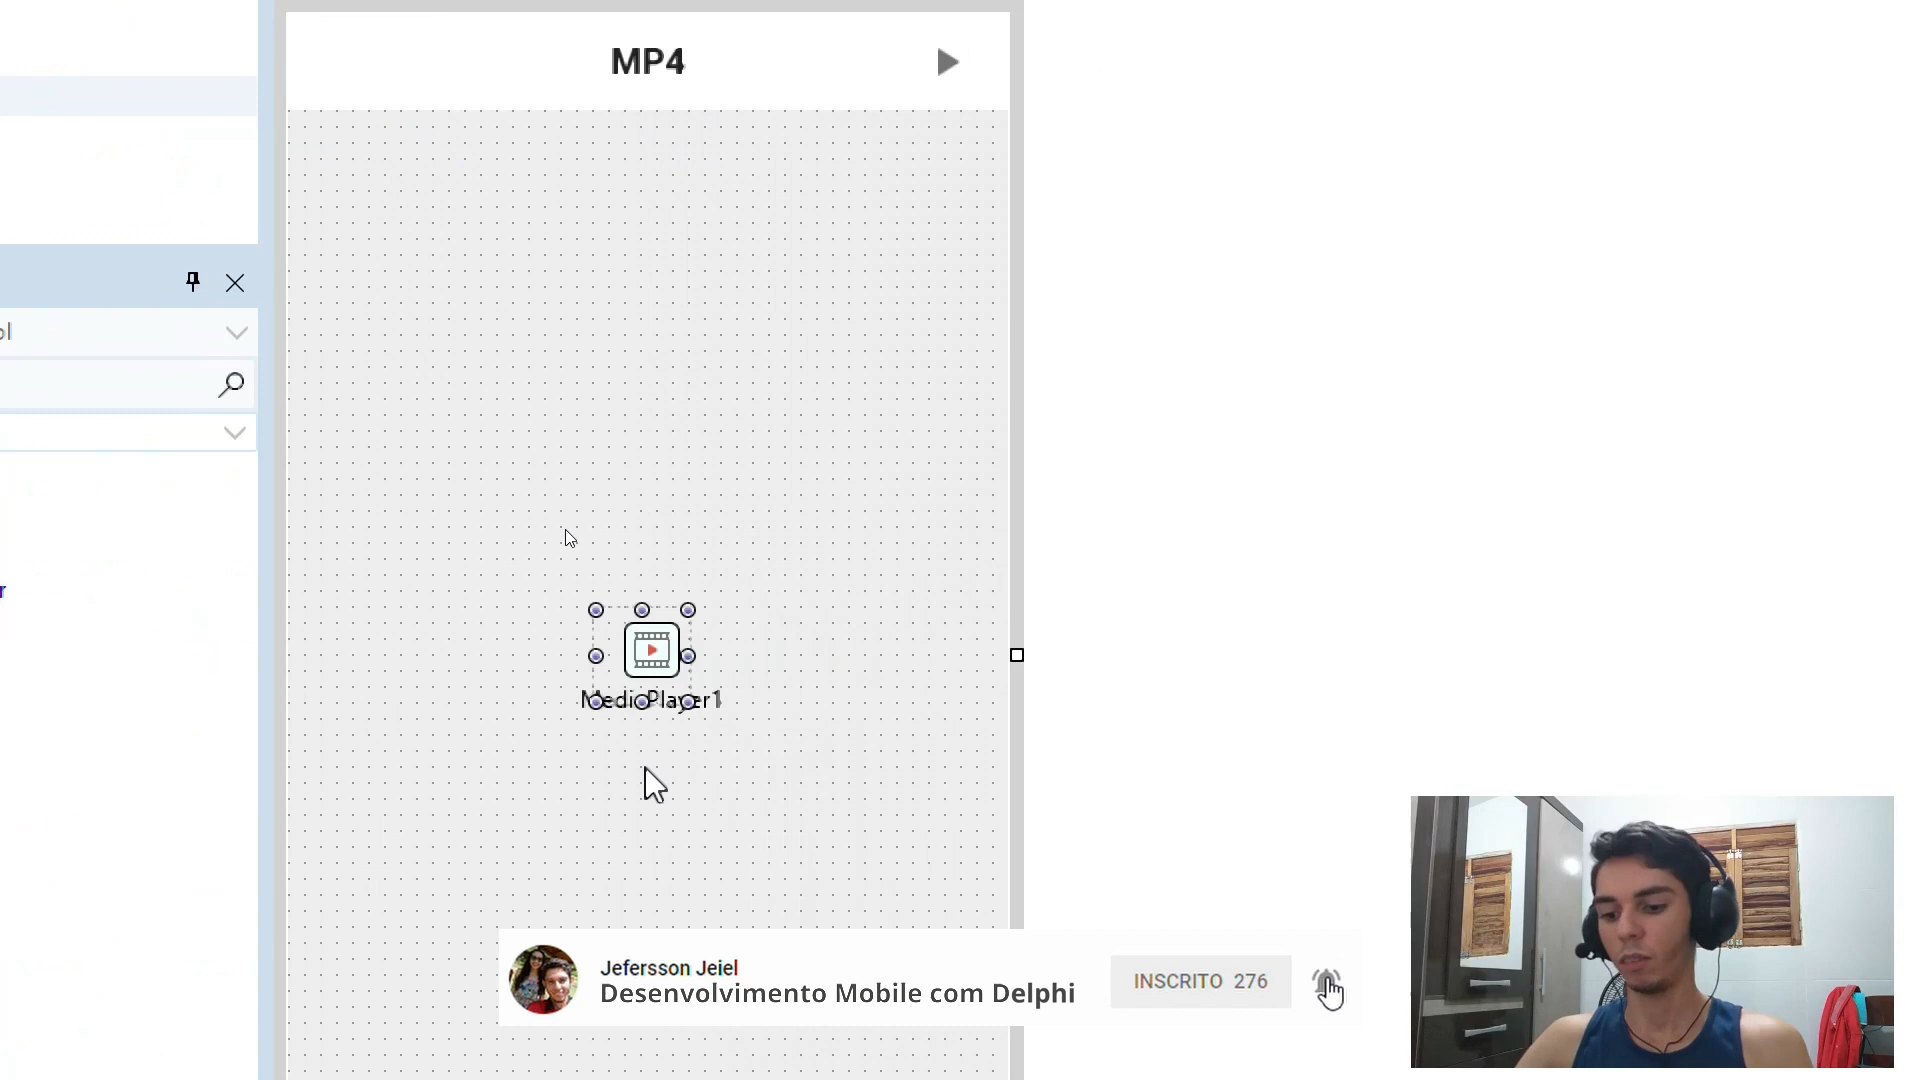 MP4
MediaPlayer1
Jefersson Jeiel
Desenvolvimento Mobile com Delphi
INSCRITO 276